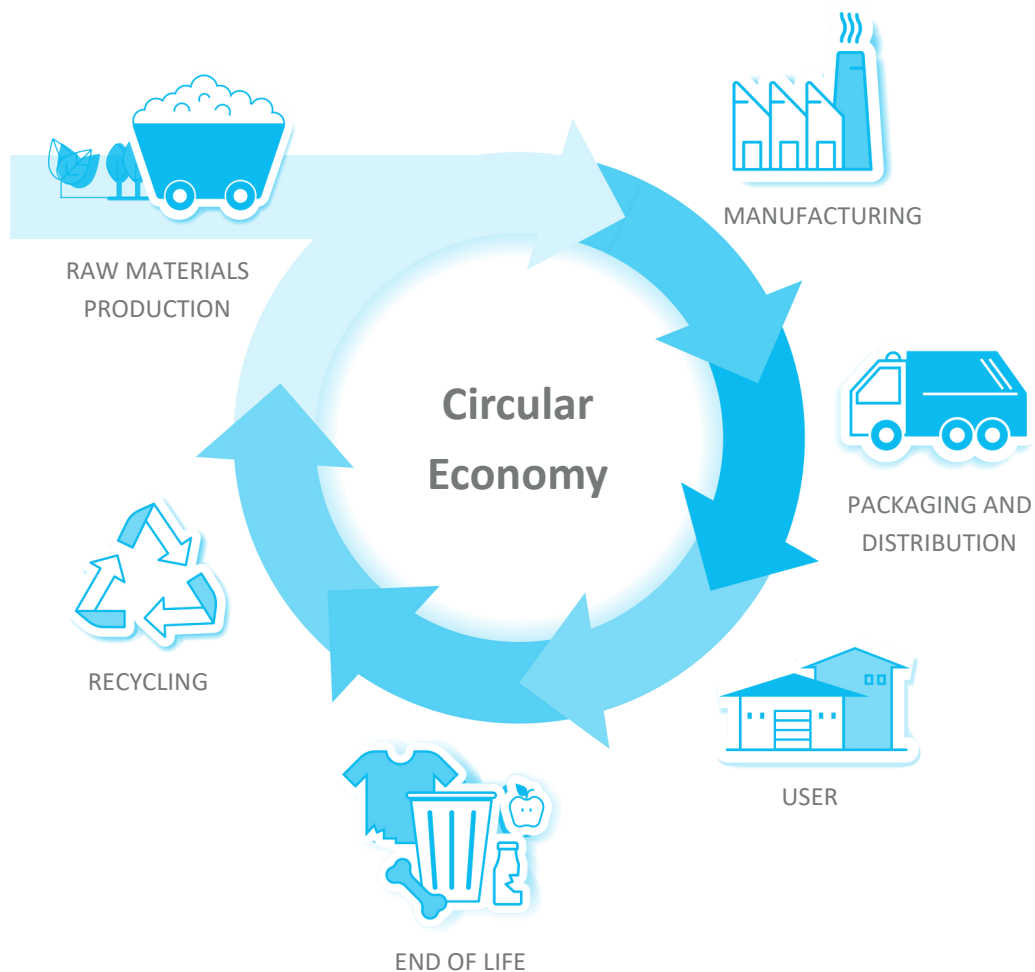 MANUFACTURING
RAW MATERIALS
PRODUCTION
Circular
Economy
PACKAGING AND
DISTRIBUTION
RECYCLING
USER
END OF LIFE